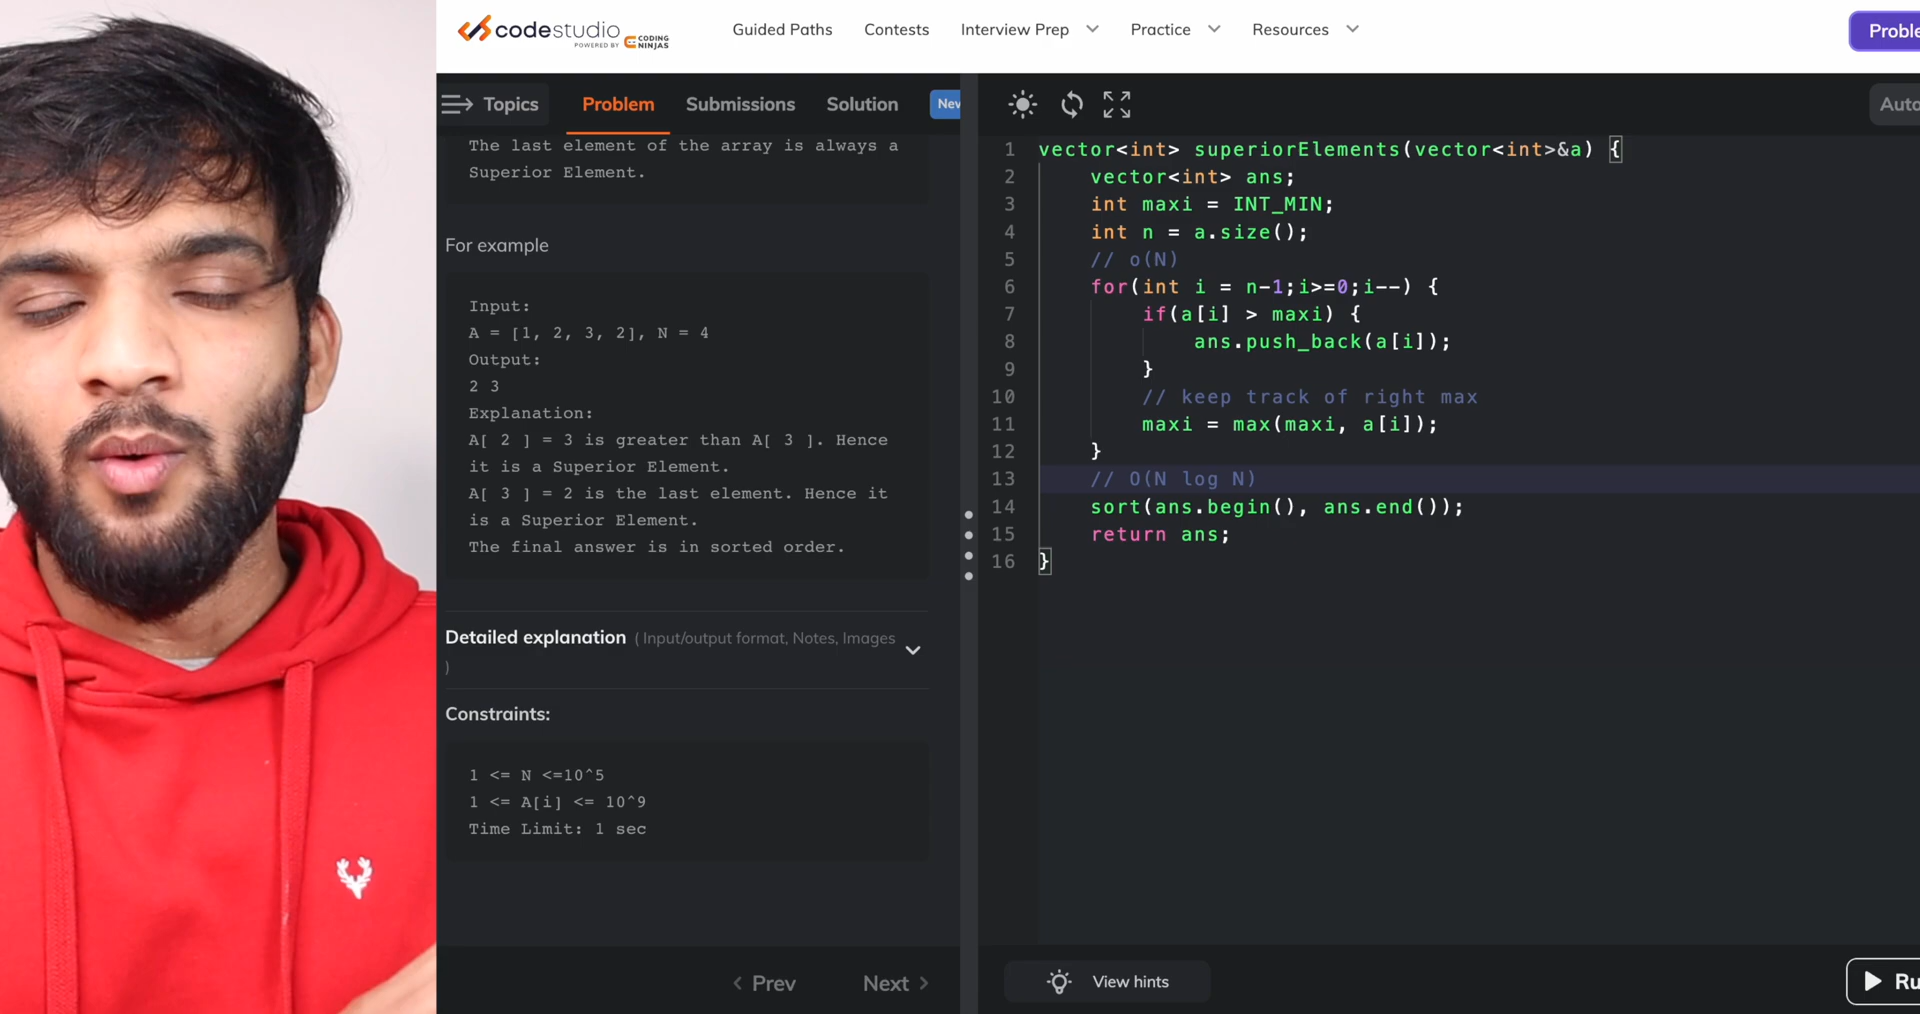 codestudio
POWERED BY CODING NINJAS
Guided Paths Contests Interview Prep Practice Resources
Topics Problem Submissions Solution
The last element of the array is always a
Superior Element.
For example
Input:
A = [1, 2, 3, 2], N = 4
Output:
2 3
Explanation:
A[ 2 ] = 3 is greater than A[ 3 ]. Hence
it is a Superior Element.
A[ 3 ] = 2 is the last element. Hence it
is a Superior Element.
The final answer is in sorted order.
Detailed explanation ( Input/output format, Notes, Images
)
Constraints:
1 <= N <=10^5
1 <= A[i] <= 10^9
Time Limit: 1 sec
Prev Next
1 vector<int> superiorElements(vector<int>&a) {
2 vector<int> ans;
3 int maxi = INT_MIN;
4 int n = a.size();
5 // o(N)
6 for(int i = n-1;i>=0;i--) {
7 if(a[i] > maxi) {
8 ans.push_back(a[i]);
9 }
10 // keep track of right max
11 maxi = max(maxi, a[i]);
12 }
13 // O(N log N)
14 sort(ans.begin(), ans.end());
15 return ans;
16 }
View hints